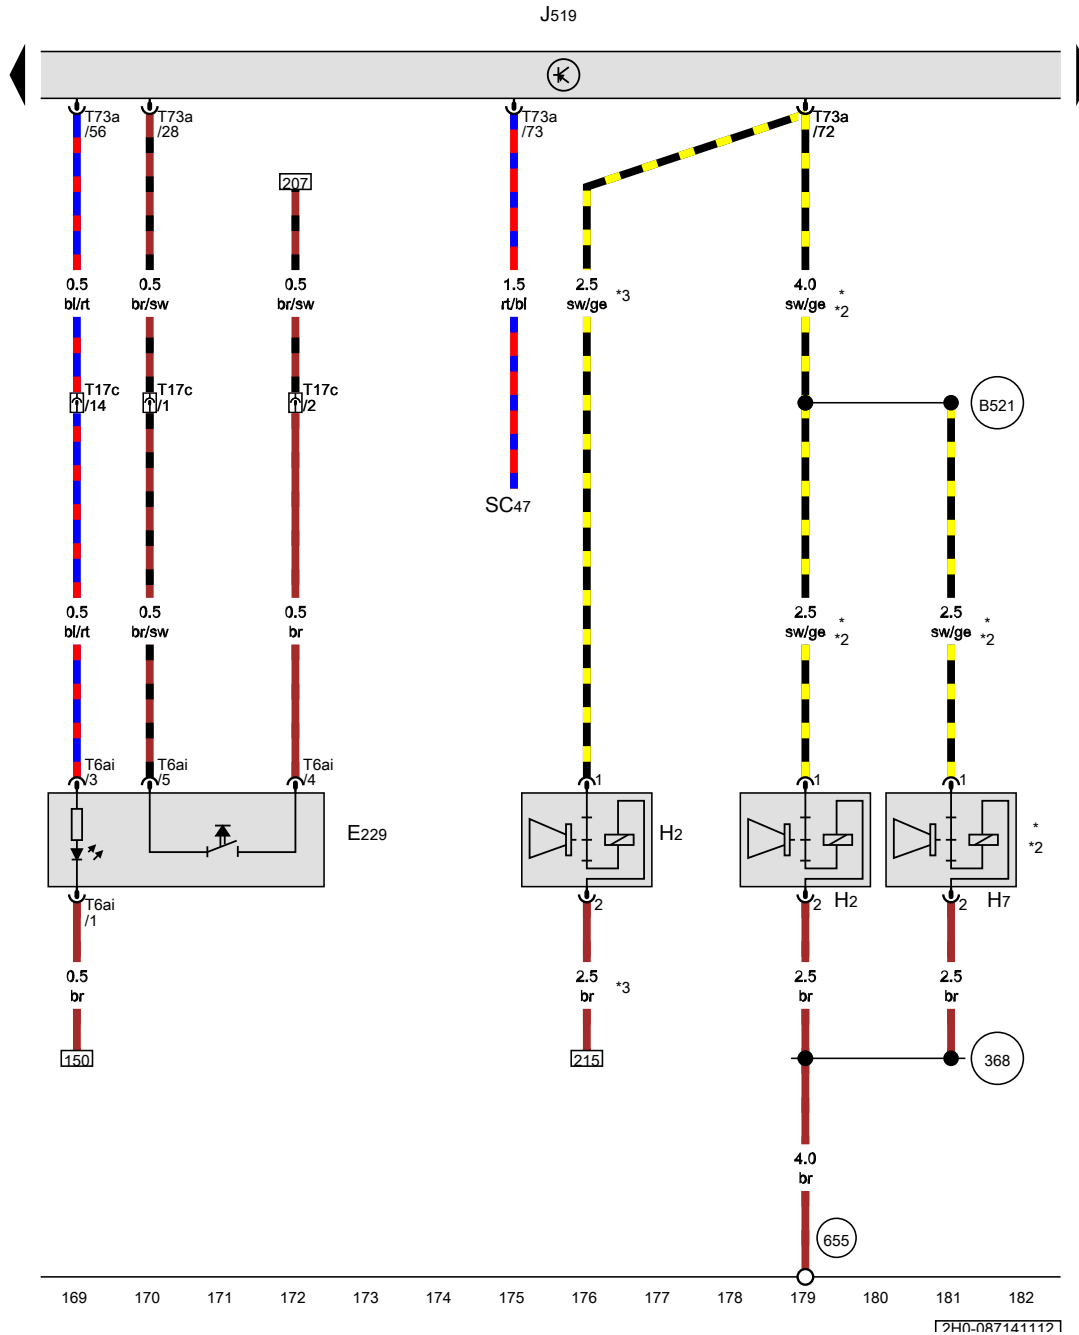 J519
T73a
/56
T73a
/28
T73a
/73
T73a
/72
207
0.5
bl/rt
0.5
br/sw
0.5
br/sw
1.5
rt/bl
2.5
sw/ge
*3
4.0
sw/ge
*
*2
T17c
/14
T17c
/1
T17c
/2
B521
SC47
0.5
bl/rt
0.5
br/sw
0.5
br
2.5
sw/ge
*
*2
2.5
sw/ge
*
*2
T6ai
/3
T6ai
/5
T6ai
/4
1
1
1
E229
H2
*
*2
T6ai
/1
2
2
H2
2
H7
0.5
br
2.5
br
*3
2.5
br
2.5
br
150
215
368
4.0
br
655
169 170 171 172 173 174 175 176 177 178 179 180 181 182
2H0-087141112